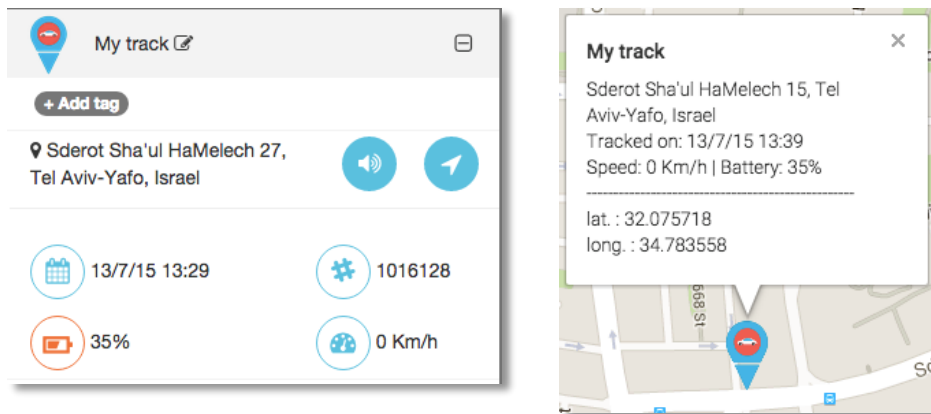 My track
+ Add tag
Sderot Sha'ul HaMelech 27,
Tel Aviv-Yafo, Israel
13/7/15 13:29
1016128
35%
0 Km/h
My track
Sderot Sha'ul HaMelech 15, Tel
Aviv-Yafo, Israel
Tracked on: 13/7/15 13:39
Speed: 0 Km/h | Battery: 35%
--------------------------------------------------
lat. : 32.075718
long. : 34.783558
668 St